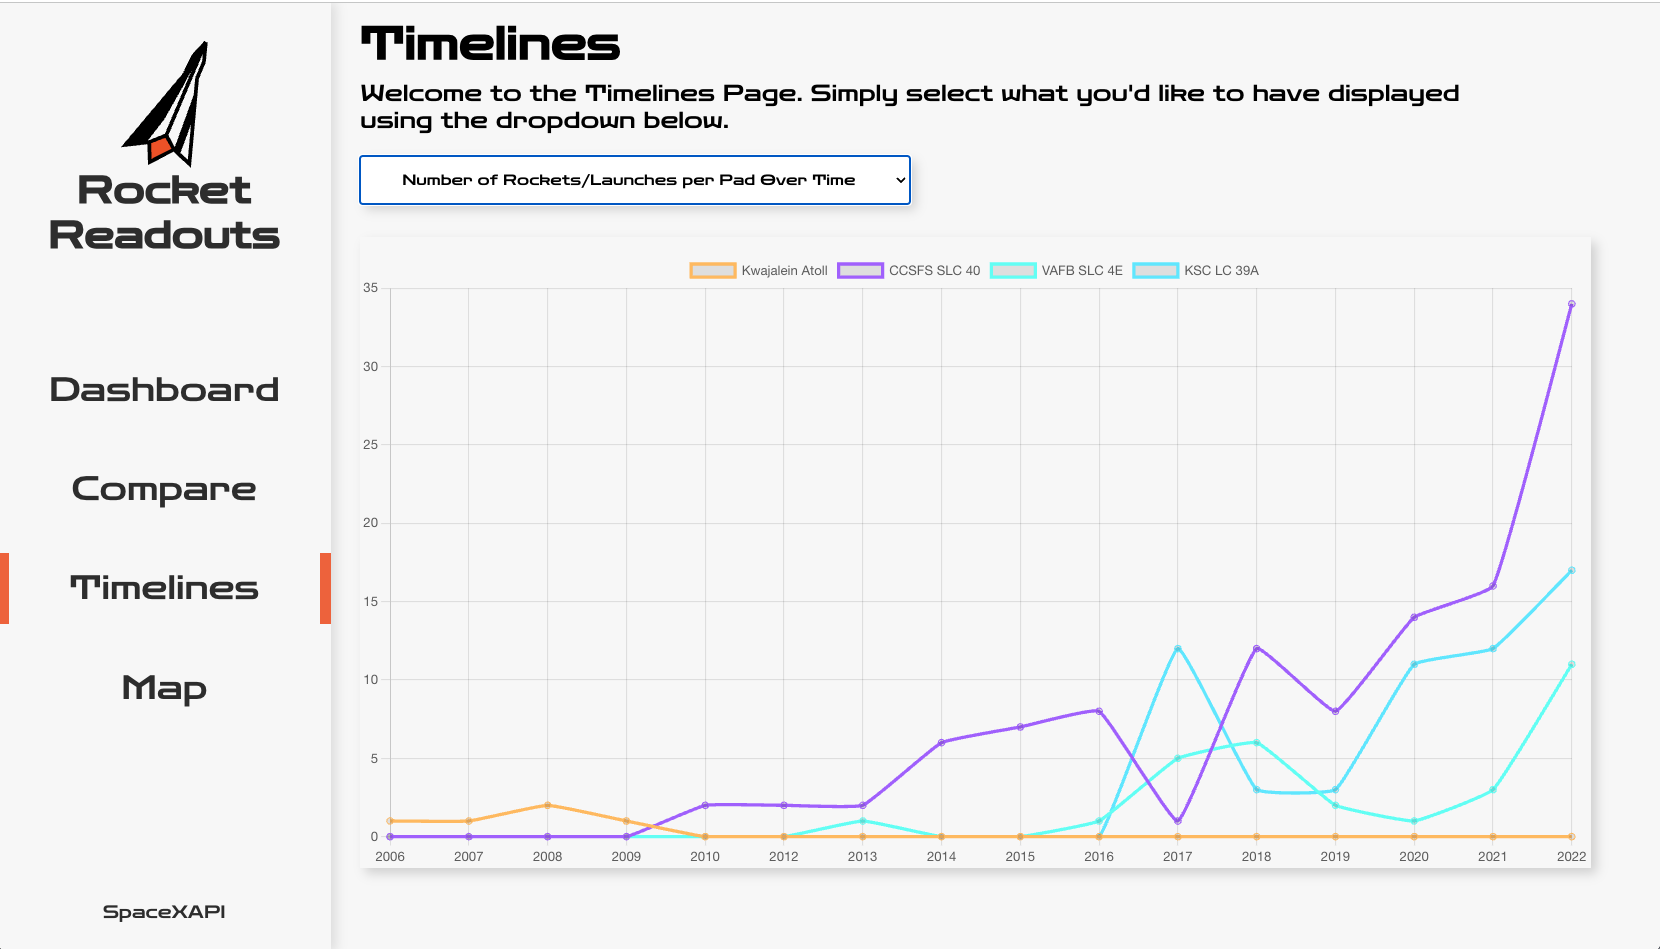 Rocket
Readouts
Dashboard
Compare
Timelines
Map
SpaceXAPI
Timelines
Welcome to the Timelines Page. Simply select what you'd like to have displayed
using the dropdown below.
Number of Rockets/Launches per Pad Over Time
Kwajalein Atoll CCSFS SLC 40 VAFB SLC 4E KSC LC 39A
35
30
25
20
15
10
5
0
2006 2007 2008 2009 2010 2012 2013 2014 2015 2016 2017 2018 2019 2020 2021 2022